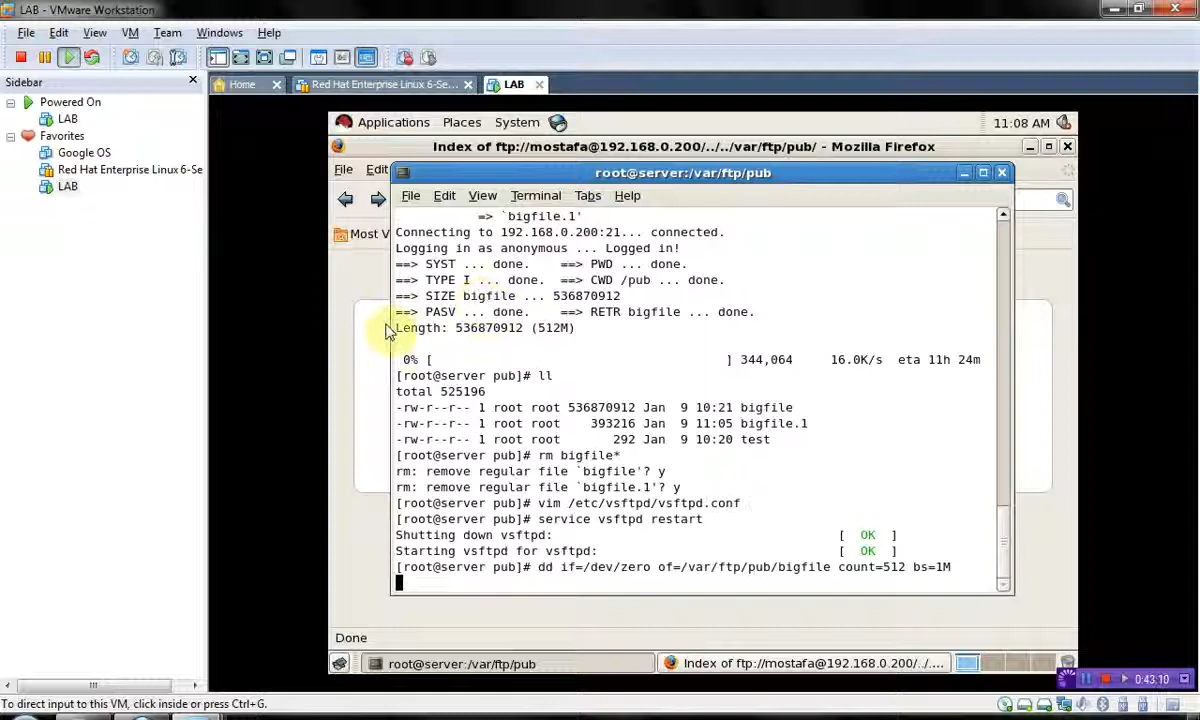 LAB - VMware Workstation
File Edit View VM Team Windows Help
Sidebar
Powered On
LAB
Favorites
Google OS
Red Hat Enterprise Linux 6-Se
LAB
Home
Red Hat Enterprise Linux 6-Se...
LAB
Applications Places System
11:08 AM
Index of ftp://mostafa@192.168.0.200/../../var/ftp/pub/ - Mozilla Firefox
File Edit
Most V
root@server:/var/ftp/pub
File Edit View Terminal Tabs Help
=> `bigfile.1'
Connecting to 192.168.0.200:21... connected.
Logging in as anonymous ... Logged in!
==> SYST ... done.    ==> PWD ... done.
==> TYPE I ... done.  ==> CWD /pub ... done.
==> SIZE bigfile ... 536870912
==> PASV ... done.    ==> RETR bigfile ... done.
Length: 536870912 (512M)
0% [                                       ] 344,064     16.0K/s  eta 11h 24m
[root@server pub]# ll
total 525196
-rw-r--r-- 1 root root 536870912 Jan  9 10:21 bigfile
-rw-r--r-- 1 root root    393216 Jan  9 11:05 bigfile.1
-rw-r--r-- 1 root root       292 Jan  9 10:20 test
[root@server pub]# rm bigfile*
rm: remove regular file `bigfile'? y
rm: remove regular file `bigfile.1'? y
[root@server pub]# vim /etc/vsftpd/vsftpd.conf
[root@server pub]# service vsftpd restart
Shutting down vsftpd:                                      [  OK  ]
Starting vsftpd for vsftpd:                                [  OK  ]
[root@server pub]# dd if=/dev/zero of=/var/ftp/pub/bigfile count=512 bs=1M
Done
root@server:/var/ftp/pub
Index of ftp://mostafa@192.168.0.200/../....
0:43:10
To direct input to this VM, click inside or press Ctrl+G.